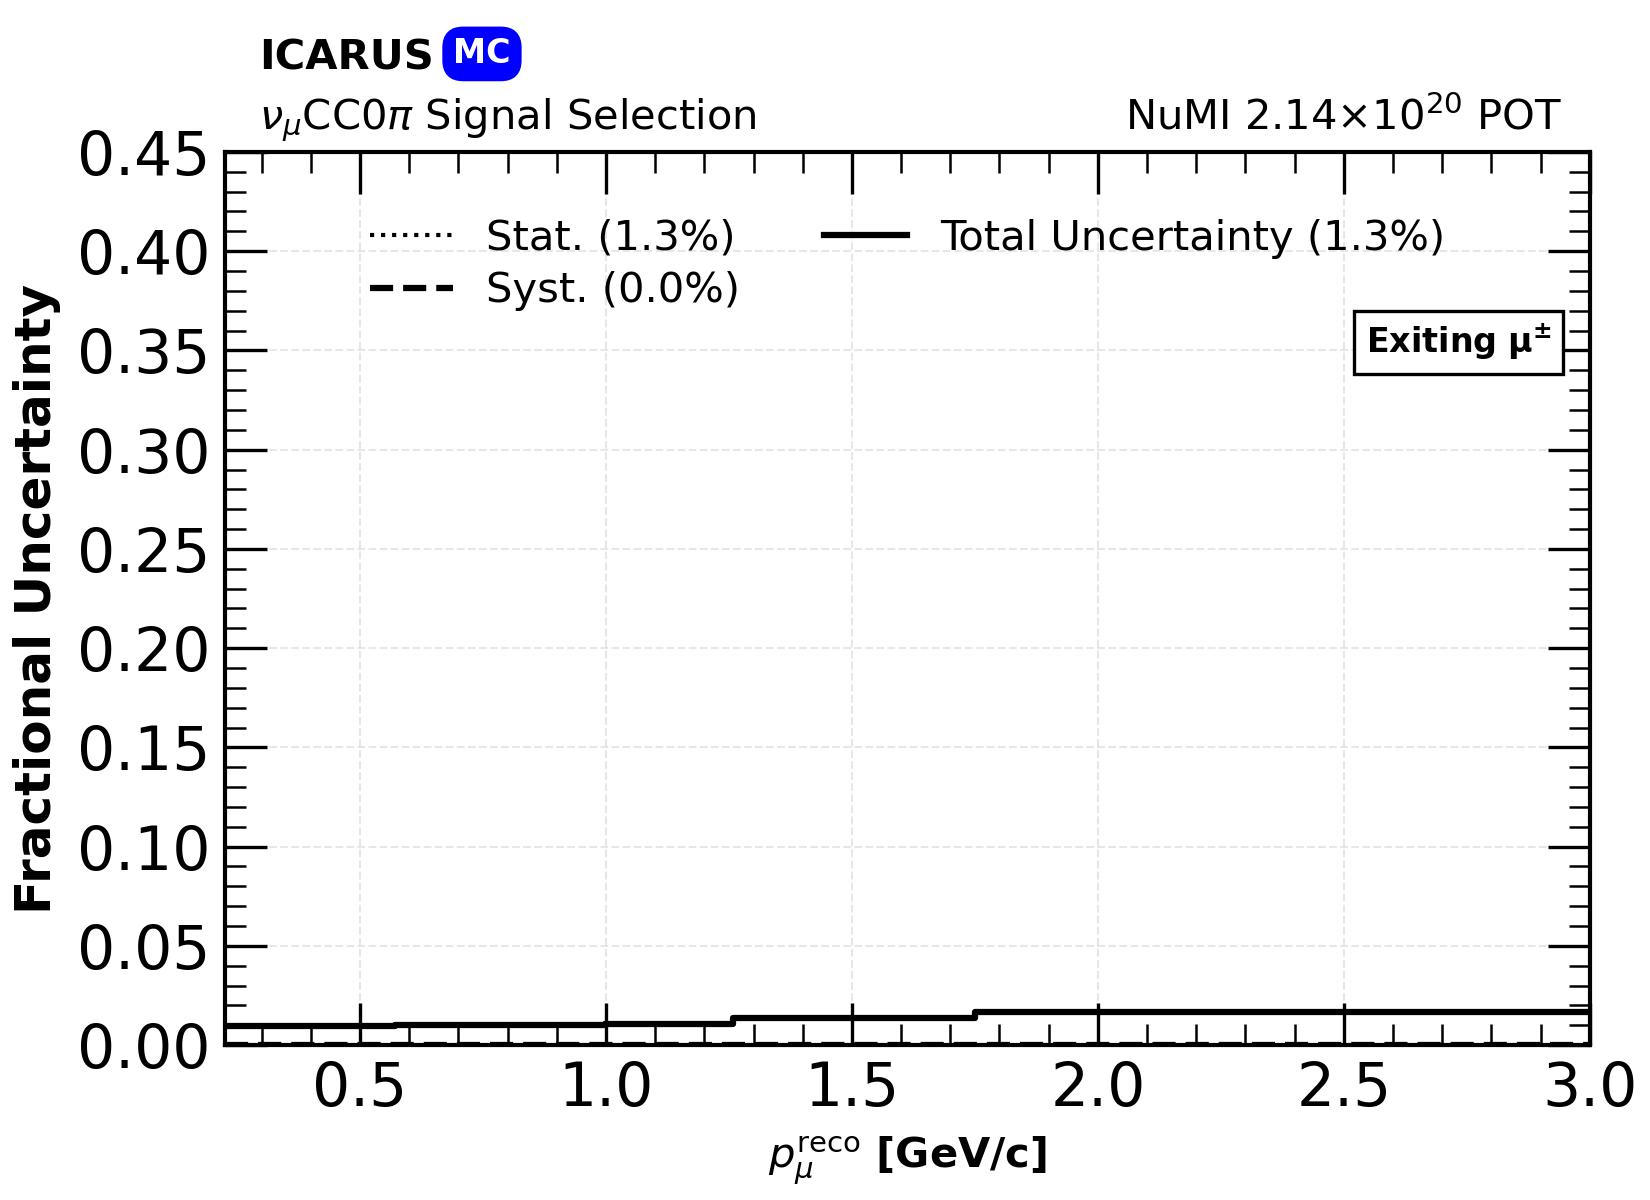 ICARUS MC
νμCC0π Signal Selection
NuMI 2.14×10²⁰ POT
Stat. (1.3%)
Syst. (0.0%)
Total Uncertainty (1.3%)
Exiting μ±
Fractional Uncertainty
0.45
0.40
0.35
0.30
0.25
0.20
0.15
0.10
0.05
0.00
0.5 1.0 1.5 2.0 2.5 3.0
pμ^reco [GeV/c]